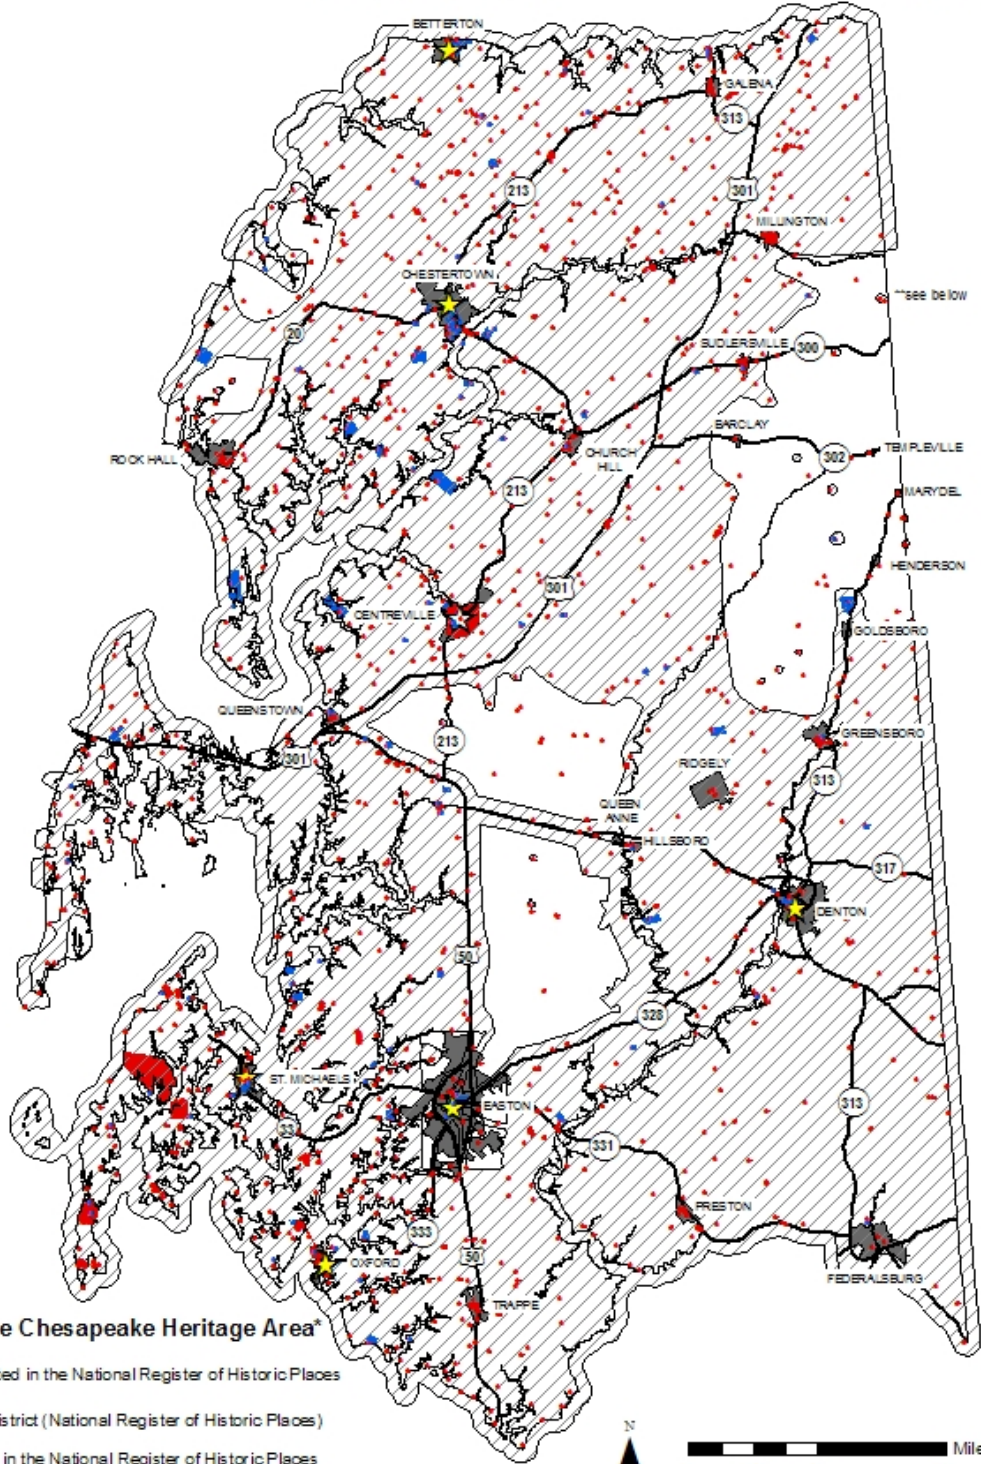 BETTERTON
GALENA
313
213
301
MILLINGTON
CHESTERTOWN
**see below
20
SUDLERSVILLE
300
BARCLAY
ROCK HALL
CHURCH
HILL
302
TEMPLEVILLE
213
MARYDEL
HENDERSON
301
CENTREVILLE
GOLDSBORO
QUEENSTOWN
213
GREENSBORO
301
RIDGELY
313
QUEEN
ANNE
HILLSBORO
317
DENTON
50
328
ST. MICHAELS
EASTON
313
33
331
PRESTON
333
50
OXFORD
FEDERALSBURG
TRAPPE
e Chesapeake Heritage Area*
ted in the National Register of Historic Places
istrict (National Register of Historic Places)
in the National Register of Historic Places
N
Mile